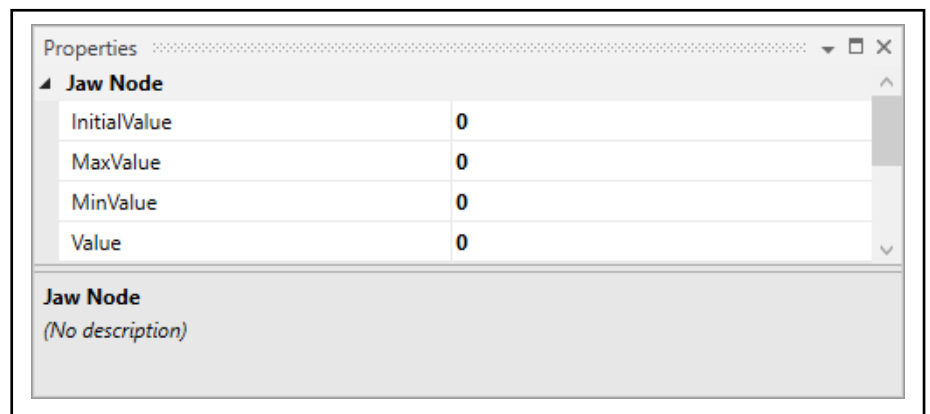 Properties
Jaw Node
InitialValue 0
MaxValue 0
MinValue 0
Value 0
Jaw Node
(No description)